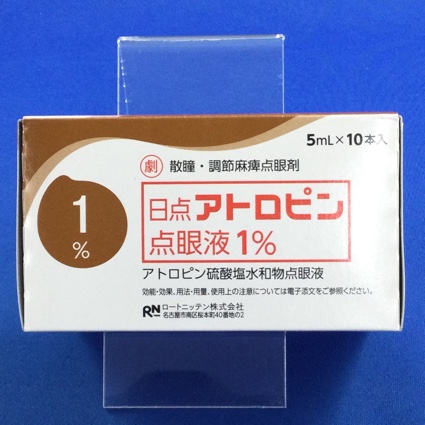 5mL×10本入
劇 散瞳・調節麻痺点眼剤
1
%
日点アトロピン
点眼液1%
アトロピン硫酸塩水和物点眼液
効能・効果、用法・用量、使用上の注意については電子添文をご参照ください。
RN ロートニッテン株式会社
名古屋市南区桜本町40番地の2